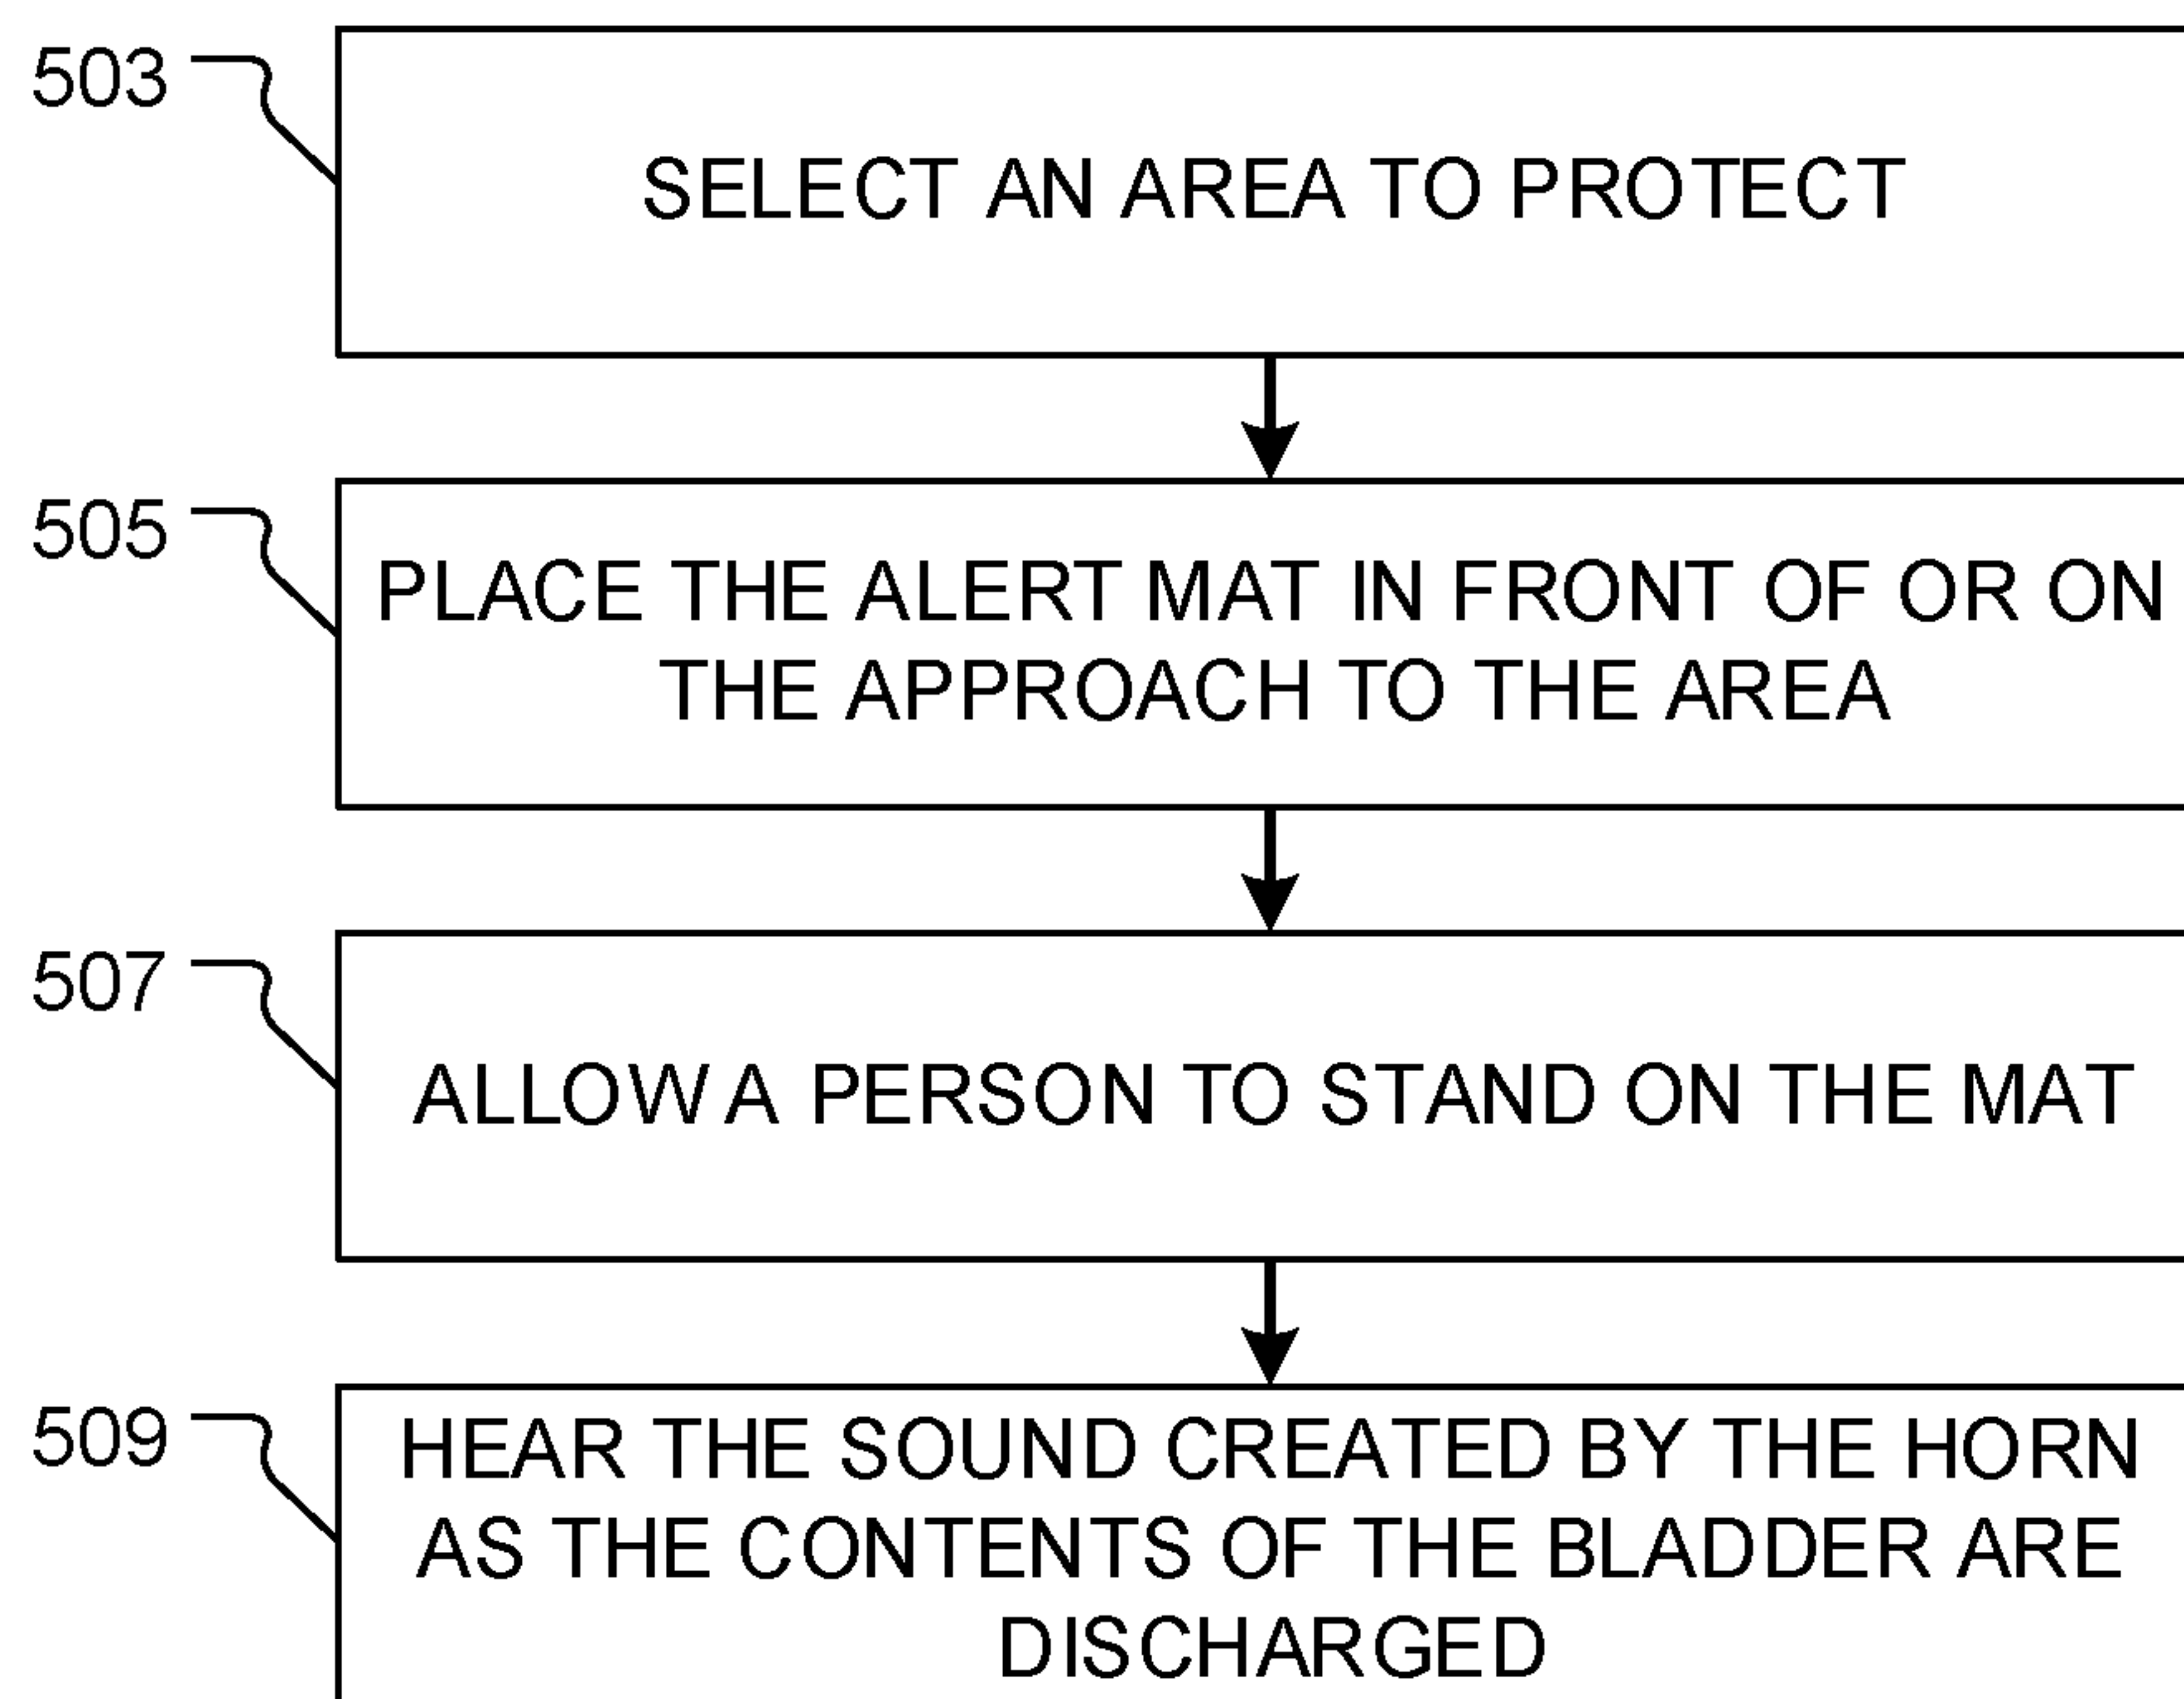 503
SELECT AN AREA TO PROTECT
505
PLACE THE ALERT MAT IN FRONT OF OR ON
THE APPROACH TO THE AREA
507
ALLOW A PERSON TO STAND ON THE MAT
509
HEAR THE SOUND CREATED BY THE HORN
AS THE CONTENTS OF THE BLADDER ARE
DISCHARGED